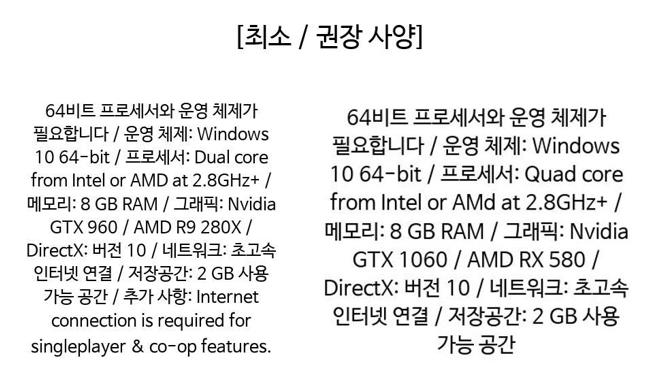 [최소 / 권장 사양]
64비트 프로세서와 운영 체제가
필요합니다 / 운영 체제: Windows
10 64-bit / 프로세서: Dual core
from Intel or AMD at 2.8GHz+ /
메모리: 8 GB RAM / 그래픽: Nvidia
GTX 960 / AMD R9 280X /
DirectX: 버전 10 / 네트워크: 초고속
인터넷 연결 / 저장공간: 2 GB 사용
가능 공간 / 추가 사항: Internet
connection is required for
singleplayer & co-op features.
64비트 프로세서와 운영 체제가
필요합니다 / 운영 체제: Windows
10 64-bit / 프로세서: Quad core
from Intel or AMd at 2.8GHz+ /
메모리: 8 GB RAM / 그래픽: Nvidia
GTX 1060 / AMD RX 580 /
DirectX: 버전 10 / 네트워크: 초고속
인터넷 연결 / 저장공간: 2 GB 사용
가능 공간